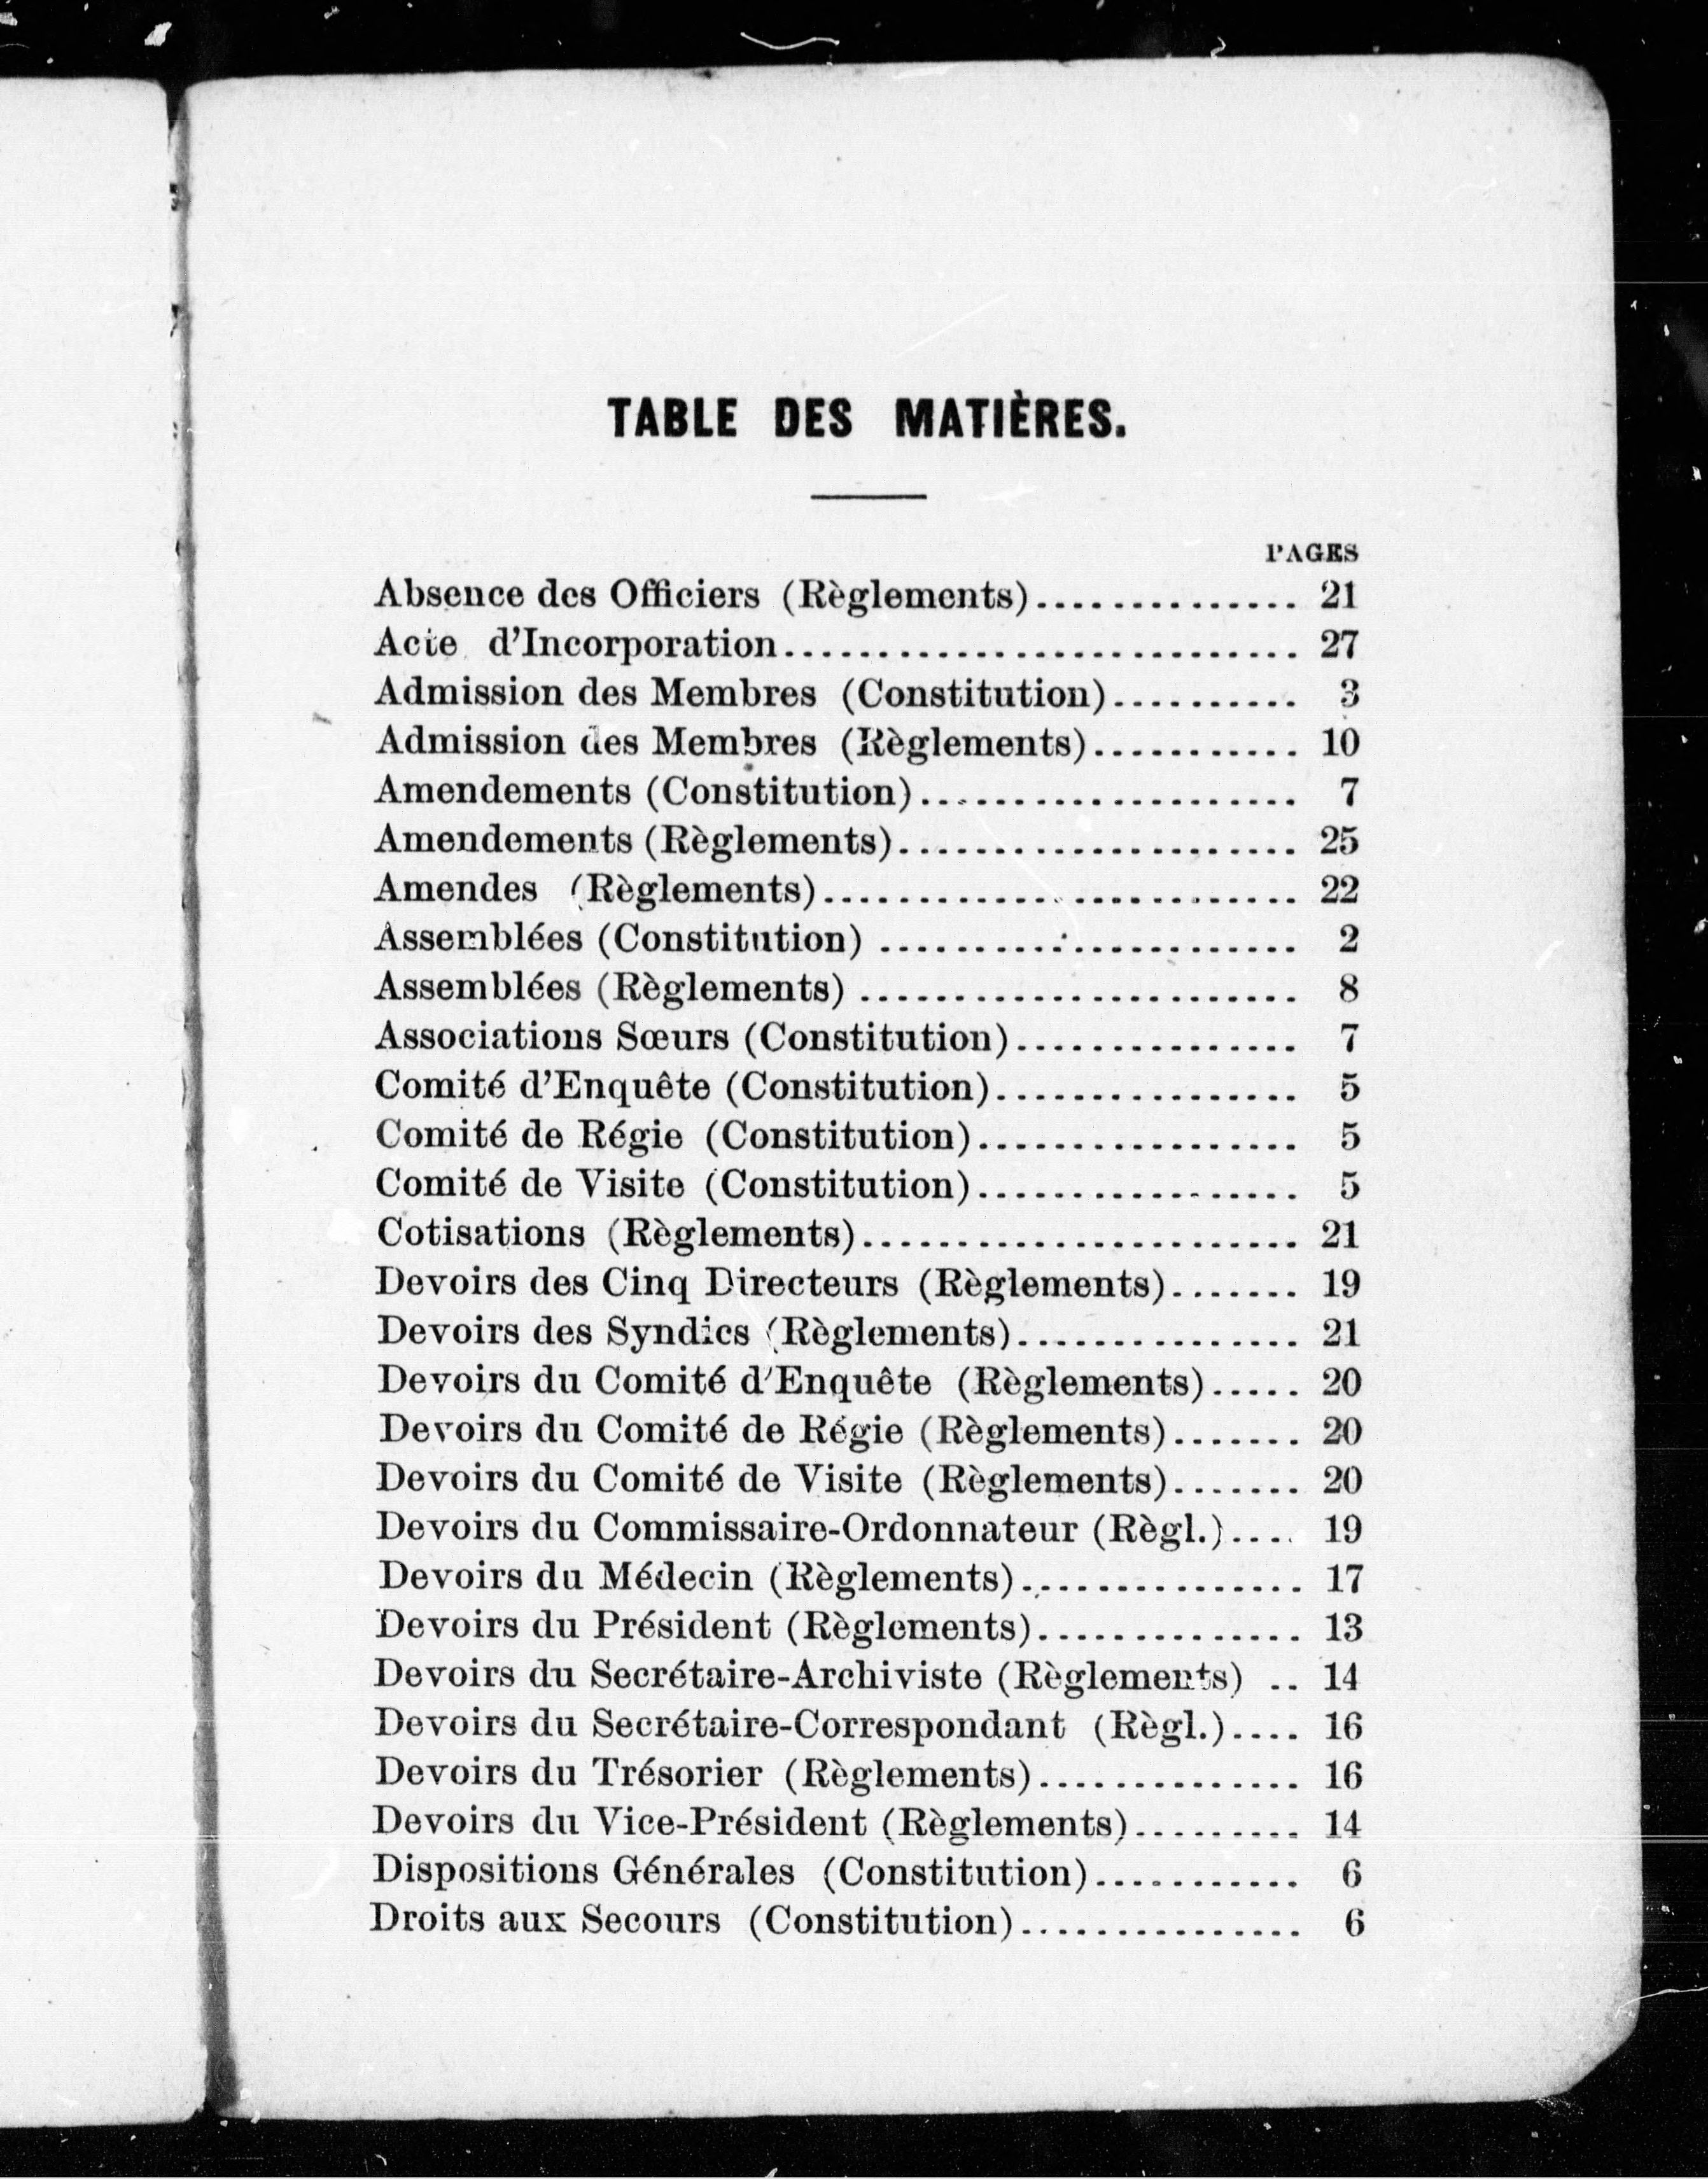 TABLE DES MATIÈRES.
PAGES
Absence des Officiers (Règlements).............. 21
Acte d'Incorporation........................... 27
Admission des Membres (Constitution).......... 3
Admission des Membres (Règlements)........... 10
Amendements (Constitution).................... 7
Amendements (Règlements)..................... 25
Amendes (Règlements)......................... 22
Assemblées (Constitution) ...................... 2
Assemblées (Règlements) ....................... 8
Associations Sœurs (Constitution)............... 7
Comité d'Enquête (Constitution)................ 5
Comité de Régie (Constitution)................. 5
Comité de Visite (Constitution)................. 5
Cotisations (Règlements)....................... 21
Devoirs des Cinq Directeurs (Règlements)....... 19
Devoirs des Syndics (Règlements)............... 21
Devoirs du Comité d'Enquête (Règlements)..... 20
Devoirs du Comité de Régie (Règlements)....... 20
Devoirs du Comité de Visite (Règlements)....... 20
Devoirs du Commissaire-Ordonnateur (Règl.).... 19
Devoirs du Médecin (Règlements)............... 17
Devoirs du Président (Règlements).............. 13
Devoirs du Secrétaire-Archiviste (Règlements) .. 14
Devoirs du Secrétaire-Correspondant (Règl.).... 16
Devoirs du Trésorier (Règlements).............. 16
Devoirs du Vice-Président (Règlements)......... 14
Dispositions Générales (Constitution)........... 6
Droits aux Secours (Constitution)............... 6